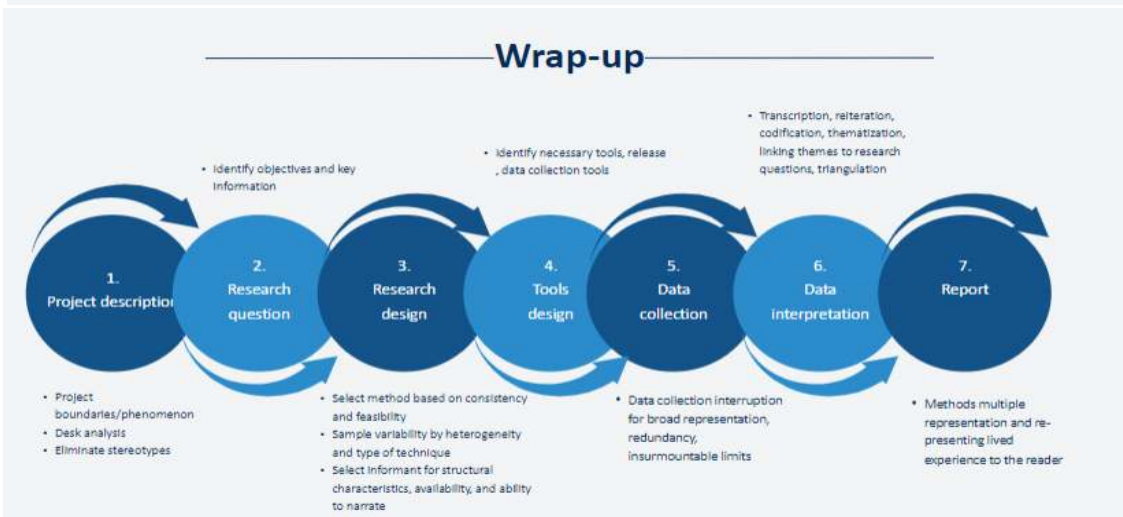 Wrap-up
1.
Project description
• Project
boundaries/phenomenon
• Desk analysis
• Eliminate stereotypes
• Identify objectives and key
information
2.
Research
question
3.
Research
design
• Select method based on consistency
and feasibility
• Sample variability by heterogeneity
and type of technique
• Select informant for structural
characteristics, availability, and ability
to narrate
• Identify necessary tools, release
, data collection tools
4.
Tools
design
5.
Data
collection
• Data collection interruption
for broad representation,
redundancy,
insurmountable limits
• Transcription, reiteration,
codification, thematization,
linking themes to research
questions, triangulation
6.
Data
interpretation
7.
Report
• Methods multiple
representation and re-
presenting lived
experience to the reader